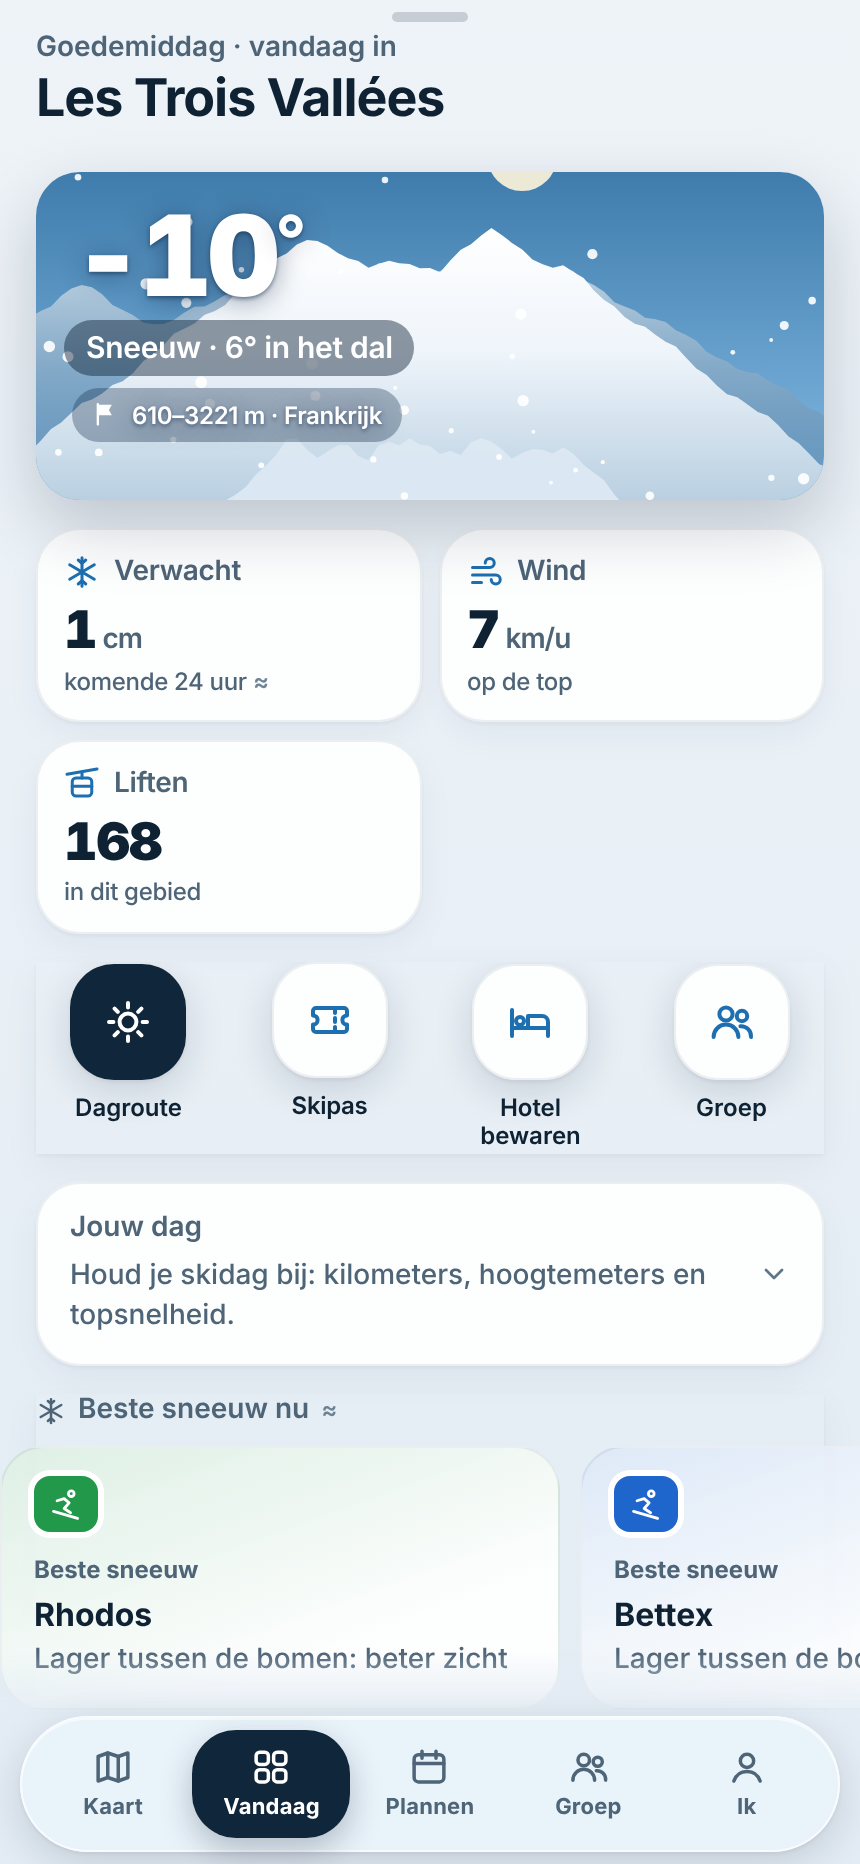 Goedemiddag · vandaag in
Les Trois Vallées
-10°
Sneeuw · 6° in het dal
610–3221 m · Frankrijk
Verwacht
1 cm
komende 24 uur ≈
Wind
7 km/u
op de top
Liften
168
in dit gebied
Dagroute
Skipas
Hotel
bewaren
Groep
Jouw dag
Houd je skidag bij: kilometers, hoogtemeters en
topsnelheid.
Beste sneeuw nu ≈
Beste sneeuw
Rhodos
Lager tussen de bomen: beter zicht
Beste sneeuw
Bettex
Lager tussen de bo
Kaart
Vandaag
Plannen
Groep
Ik